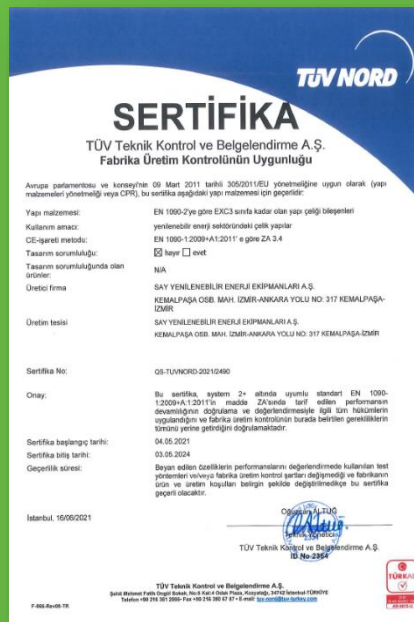 TÜV NORD
SERTİFİKA
TÜV Teknik Kontrol ve Belgelendirme A.Ş.
Fabrika Üretim Kontrolünün Uygunluğu
Avrupa parlamentosu ve konseyi'nin 09 Mart 2011 tarihli 305/2011/EU yönetmeliğine uygun olarak (yapı
malzemeleri yönetmeliği veya CPR), bu sertifika aşağıdaki yapı malzemesi için geçerlidir:
Yapı malzemesi: EN 1090-2'ye göre EXC3 sınıfa kadar olan yapı çeliği bileşenleri
Kullanım amacı: yenilenebilir enerji sektöründeki çelik yapılar
CE-işareti metodu: EN 1090-1:2009+A1:2011' e göre ZA 3.4
Tasarım sorumluluğu: ☒ hayır ☐ evet
Tasarım sorumluluğunda olan
ürünler: N/A
Üretici firma SAY YENİLENEBİLİR ENERJİ EKİPMANLARI A.Ş.
KEMALPAŞA OSB. MAH. İZMİR-ANKARA YOLU NO: 317 KEMALPAŞA-
İZMİR
Üretim tesisi SAY YENİLENEBİLİR ENERJİ EKİPMANLARI A.Ş.
KEMALPAŞA OSB. MAH. İZMİR-ANKARA YOLU NO: 317 KEMALPAŞA-İZMİR
Sertifika No: OS-TUVNORD-2021/2490
Onay: Bu sertifika, system 2+ altında uyumlu standart EN 1090-
1:2009+A:1:2011'in madde ZA'sında tarif edilen performansın
devamlılığının doğrulama ve değerlendirmesiyle ilgili tüm hükümlerin
uygulandığını ve fabrika üretim kontrolünün burada belirtilen gerekliliklerin
tümünü yerine getirdiğini doğrulamaktadır.
Sertifika başlangıç tarihi: 04.05.2021
Sertifika bitiş tarihi: 03.05.2024
Geçerlilik süresi: Beyan edilen özelliklerin performanslarını değerlendirmede kullanılan test
yöntemleri ve/veya fabrika üretim kontrol şartları değişmediği ve fabrikanın
ürün ve üretim koşulları belirgin şekilde değiştirilmedikçe bu sertifika
geçerli olacaktır.
İstanbul, 16/06/2021
Oğuzhan ALTUĞ
Teknik Yönetici
TÜV Teknik Kontrol ve Belgelendirme A.Ş.
ID No-2354
TÜRKAK
TÜV Teknik Kontrol ve Belgelendirme A.Ş.
F-866-Rev08-TR